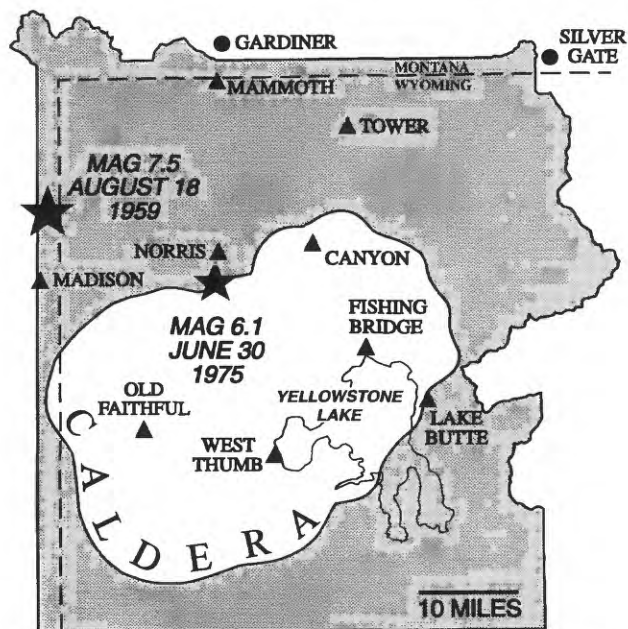 GARDINER
SILVER
GATE
MONTANA
WYOMING
MAMMOTH
TOWER
MAG 7.5
AUGUST 18
1959
NORRIS
CANYON
MADISON
MAG 6.1
JUNE 30
1975
FISHING
BRIDGE
OLD
FAITHFUL
YELLOWSTONE
LAKE
WEST
THUMB
LAKE
BUTTE
CALDERA
10 MILES